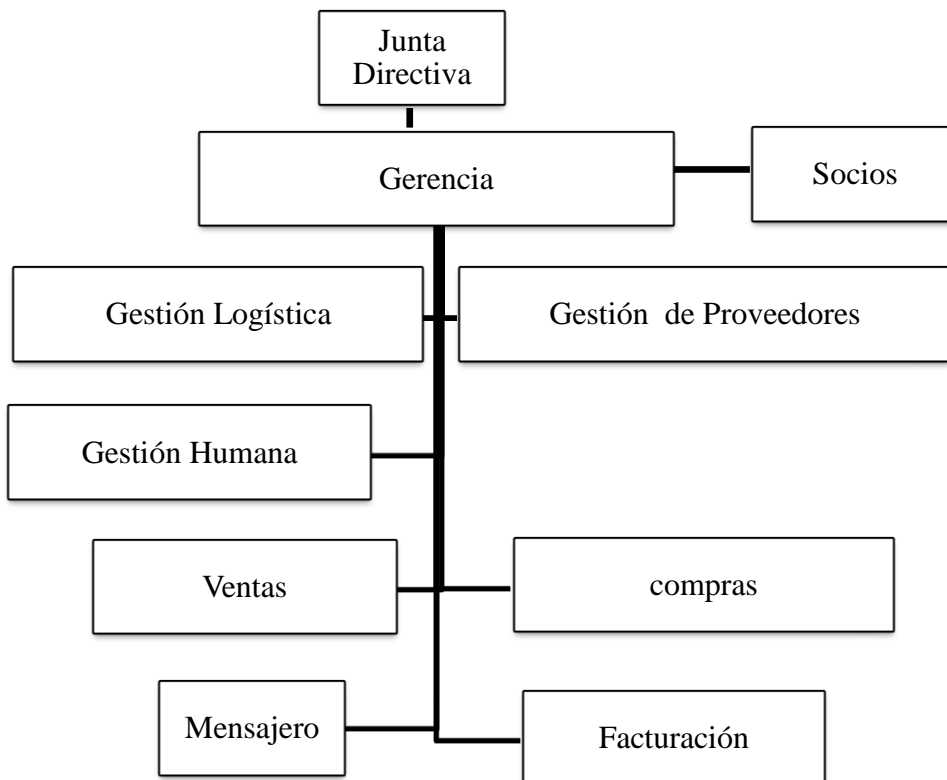 Junta
Directiva
Gerencia
Socios
Gestión Logística
Gestión  de Proveedores
Gestión Humana
Ventas
compras
Mensajero
Facturación